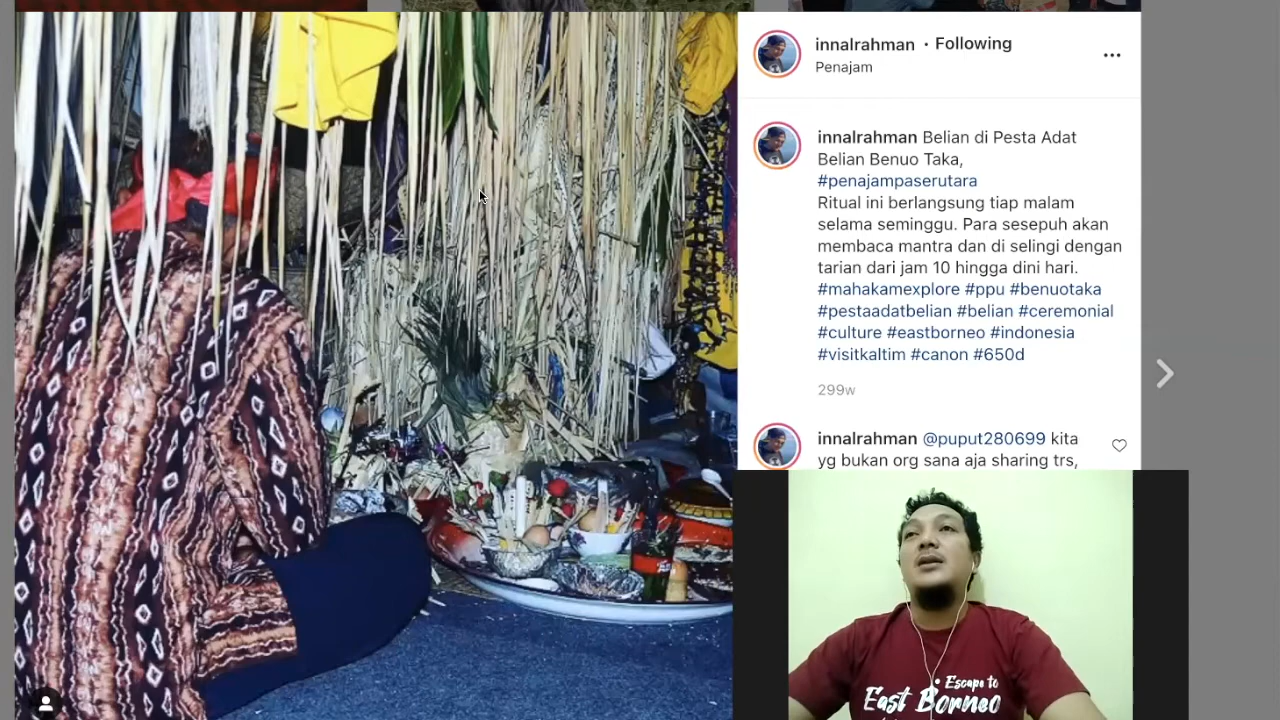 innalrahman • Following
Penajam
innalrahman Belian di Pesta Adat
Belian Benuo Taka,
#penajampaserutara
Ritual ini berlangsung tiap malam
selama seminggu. Para sesepuh akan
membaca mantra dan di selingi dengan
tarian dari jam 10 hingga dini hari.
#mahakamexplore #ppu #benuotaka
#pestaadatbelian #belian #ceremonial
#culture #eastborneo #indonesia
#visitkaltim #canon #650d
299w
innalrahman @puput280699 kita
yg bukan org sana aja sharing trs,
Escape to
East Borneo